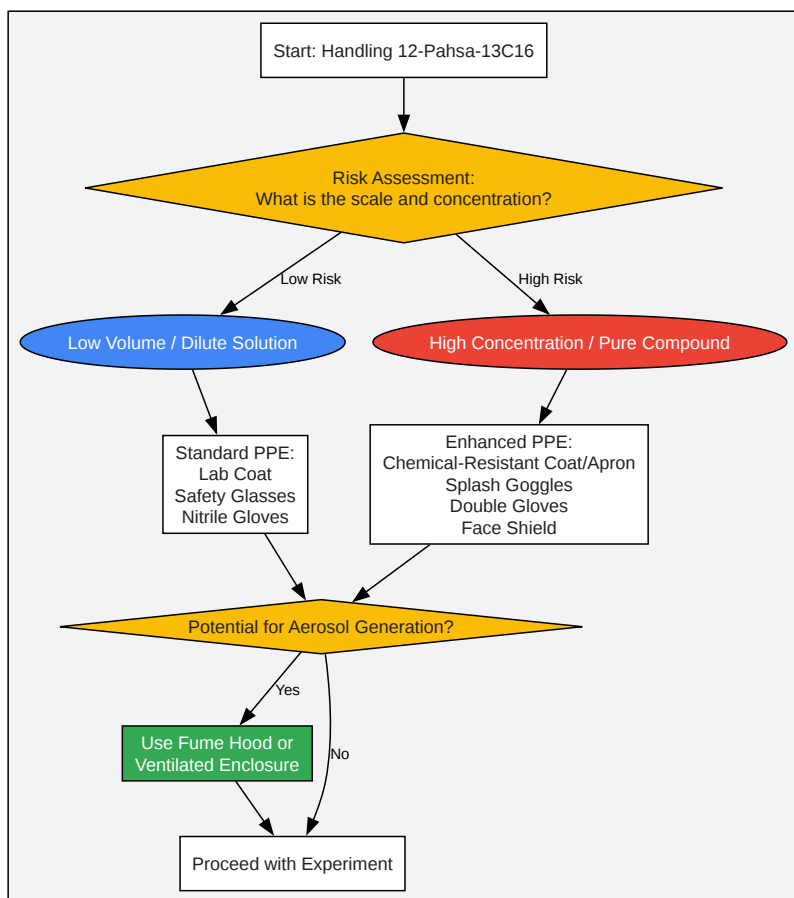 Start: Handling 12-Pahsa-13C16
Risk Assessment:
What is the scale and concentration?
Low Risk
High Risk
Low Volume / Dilute Solution
High Concentration / Pure Compound
Standard PPE:
Lab Coat
Safety Glasses
Nitrile Gloves
Enhanced PPE:
Chemical-Resistant Coat/Apron
Splash Goggles
Double Gloves
Face Shield
Potential for Aerosol Generation?
Yes
Use Fume Hood or
Ventilated Enclosure
No
Proceed with Experiment